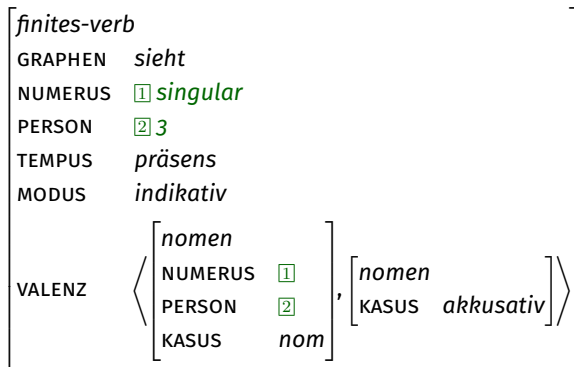 finites-verb
GRAPHEN sieht
NUMERUS 1 singular
PERSON 2 3
TEMPUS präsens
MODUS indikativ
VALENZ ⟨[nomen NUMERUS 1 PERSON 2 KASUS nom], [nomen KASUS akkusativ]⟩